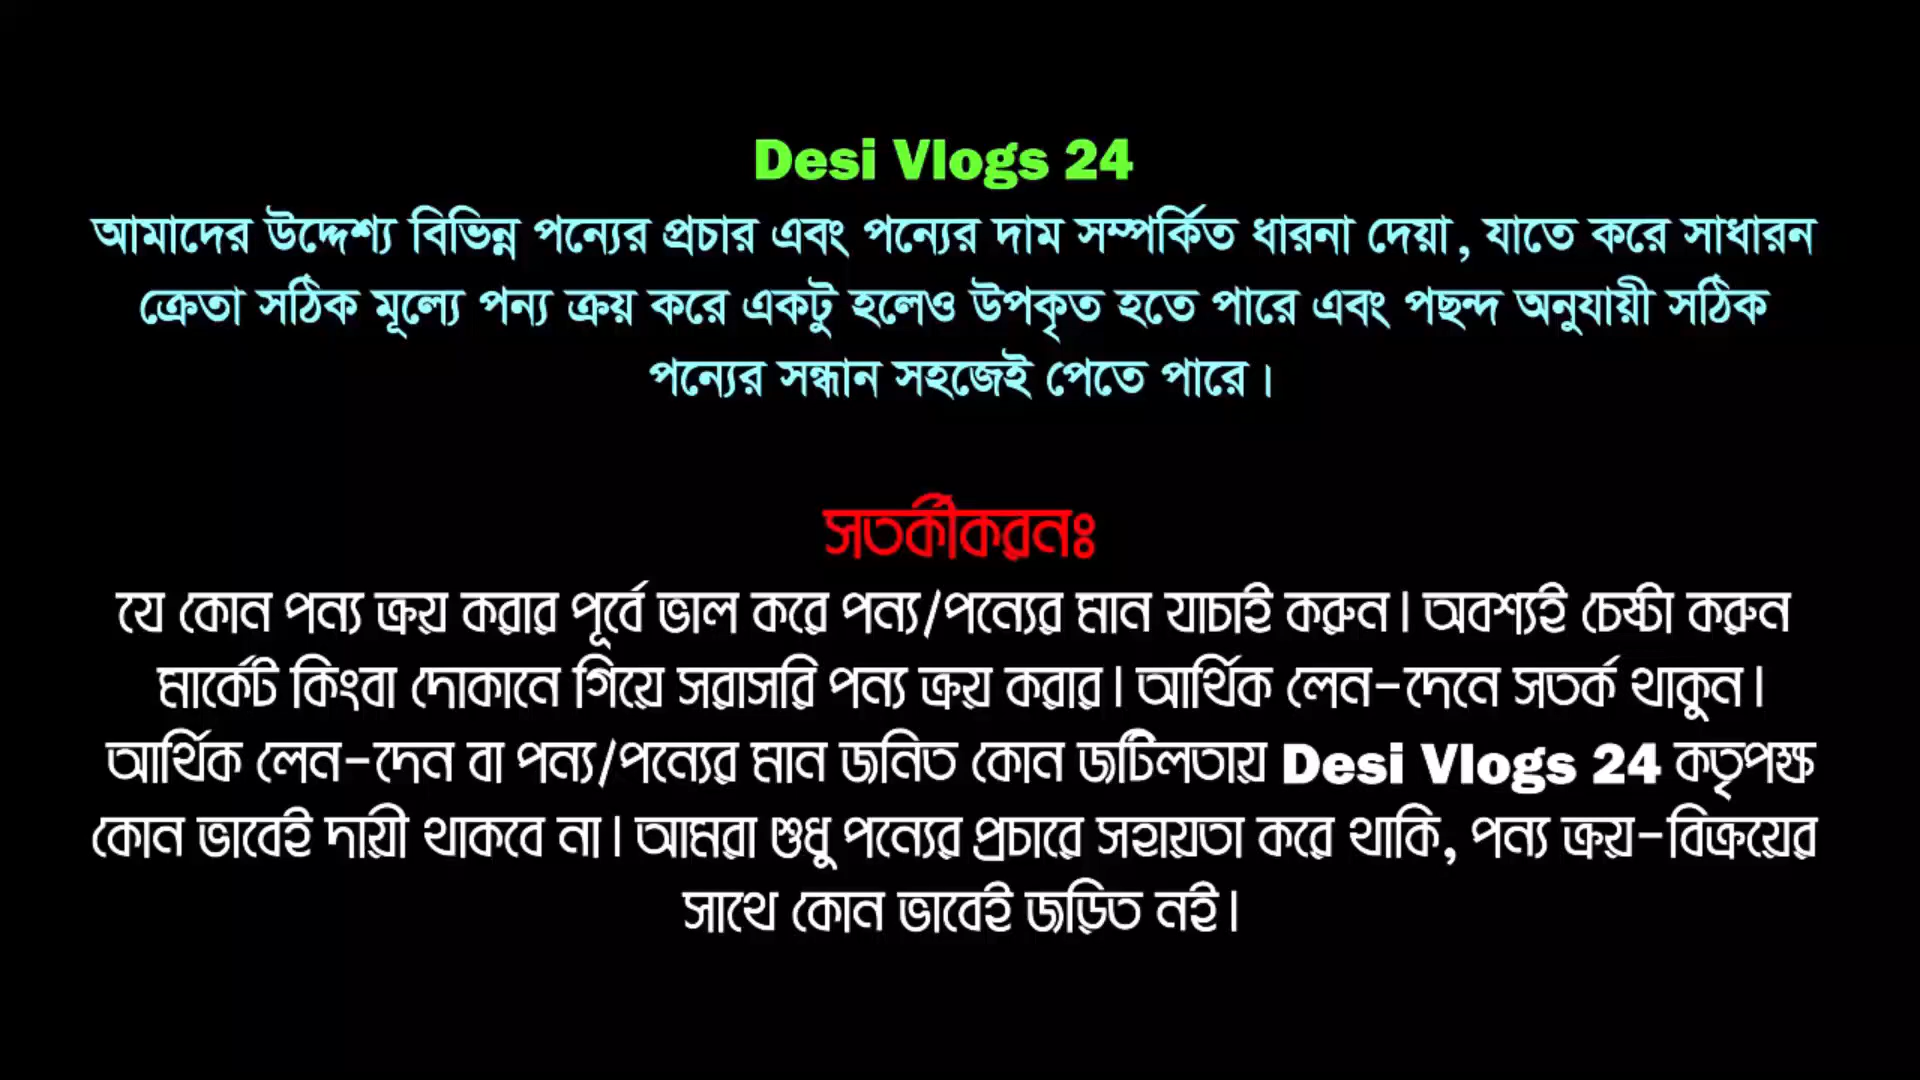 Desi Vlogs 24
আমাদের উদ্দেশ্য বিভিন্ন পন্যের প্রচার এবং পন্যের দাম সম্পর্কিত ধারনা দেয়া, যাতে করে সাধারন
ক্রেতা সঠিক মূল্যে পন্য ক্রয় করে একটু হলেও উপকৃত হতে পারে এবং পছন্দ অনুযায়ী সঠিক
পন্যের সন্ধান সহজেই পেতে পারে।
সতর্কীকরনঃ
যে কোন পন্য ক্রয় করার পূর্বে ভাল করে পন্য/পন্যের মান যাচাই করুন। অবশ্যই চেষ্টা করুন
মার্কেট কিংবা দোকানে গিয়ে সরাসরি পন্য ক্রয় করার। আর্থিক লেন-দেনে সতর্ক থাকুন।
আর্থিক লেন-দেন বা পন্য/পন্যের মান জনিত কোন জটিলতায় Desi Vlogs 24 কতৃপক্ষ
কোন ভাবেই দায়ী থাকবে না। আমরা শুধু পন্যের প্রচারে সহায়তা করে থাকি, পন্য ক্রয়-বিক্রয়ের
সাথে কোন ভাবেই জড়িত নই।